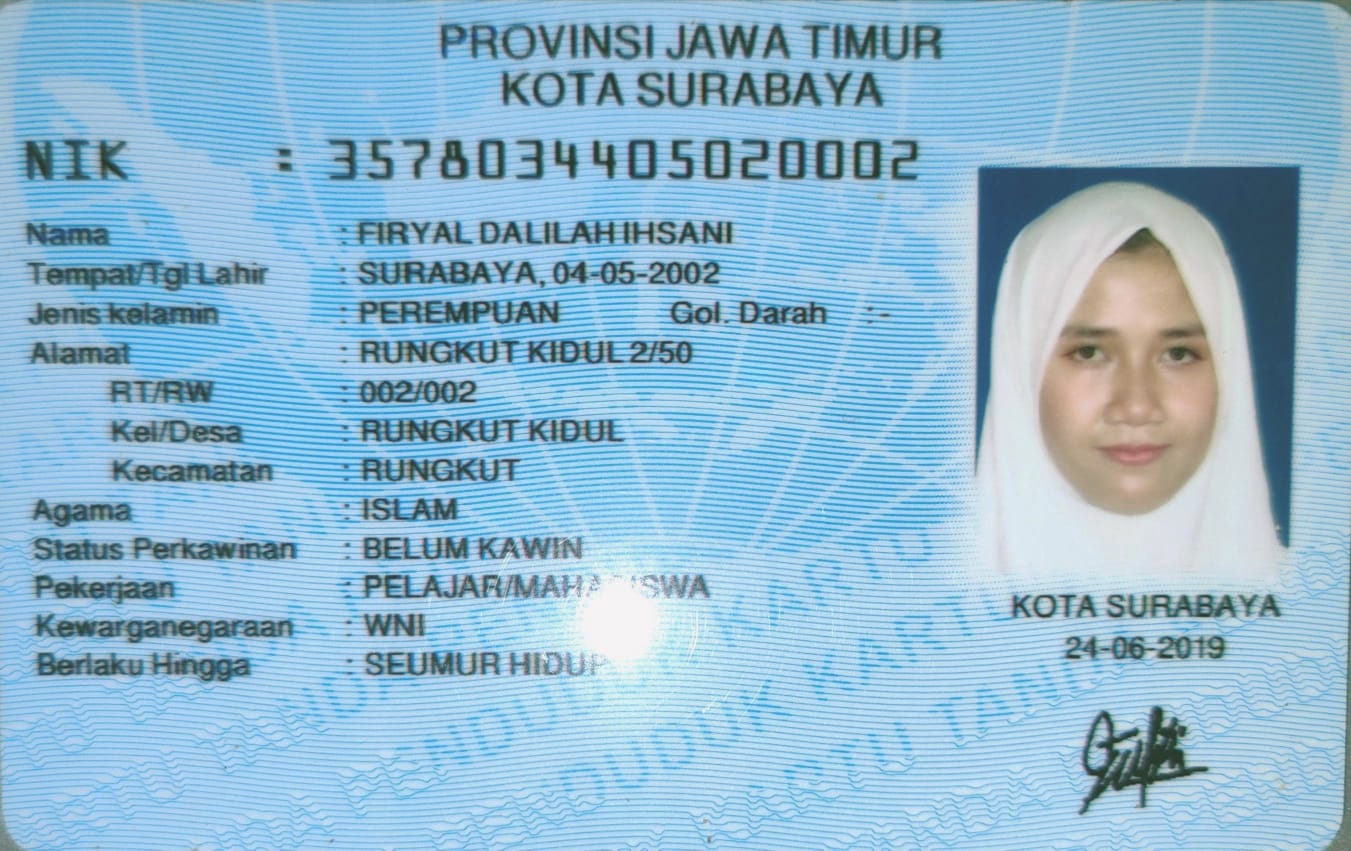 PROVINSI JAWA TIMUR
KOTA SURABAYA
NIK : 3578034405020002
Nama : FIRYAL DALILAH IHSANI
Tempat/Tgl Lahir : SURABAYA, 04-05-2002
Jenis kelamin : PEREMPUAN Gol. Darah : -
Alamat : RUNGKUT KIDUL 2/50
RT/RW : 002/002
Kel/Desa : RUNGKUT KIDUL
Kecamatan : RUNGKUT
Agama : ISLAM
Status Perkawinan : BELUM KAWIN
Pekerjaan : PELAJAR/MAHASISWA
Kewarganegaraan : WNI
Berlaku Hingga : SEUMUR HIDUP
KOTA SURABAYA
24-06-2019